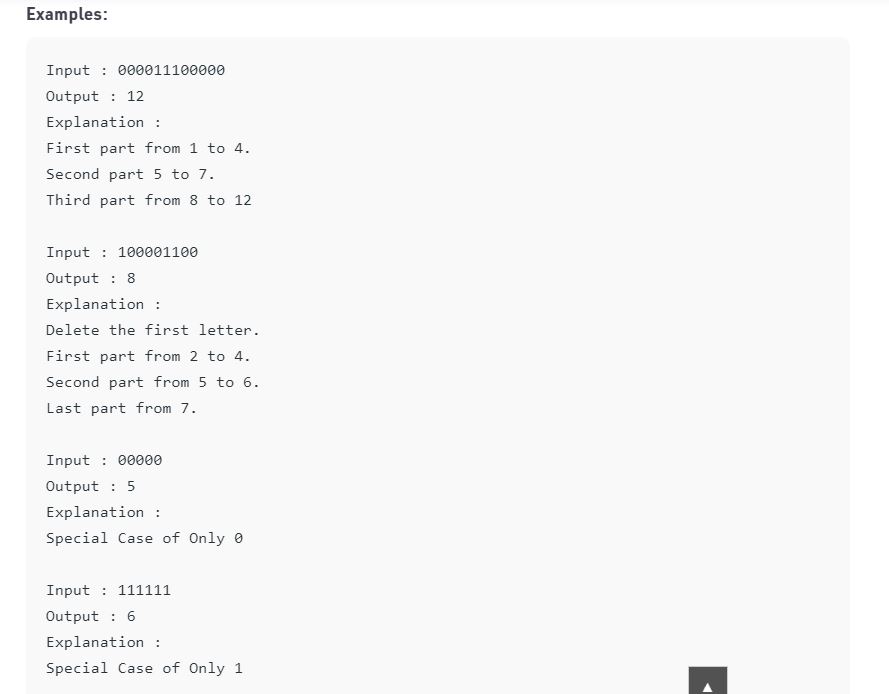 Examples:
Input : 000011100000
Output : 12
Explanation :
First part from 1 to 4.
Second part 5 to 7.
Third part from 8 to 12
Input : 100001100
Output : 8
Explanation :
Delete the first letter.
First part from 2 to 4.
Second part from 5 to 6.
Last part from 7.
Input : 00000
Output : 5
Explanation :
Special Case of Only 0
Input : 111111
Output : 6
Explanation :
Special Case of Only 1